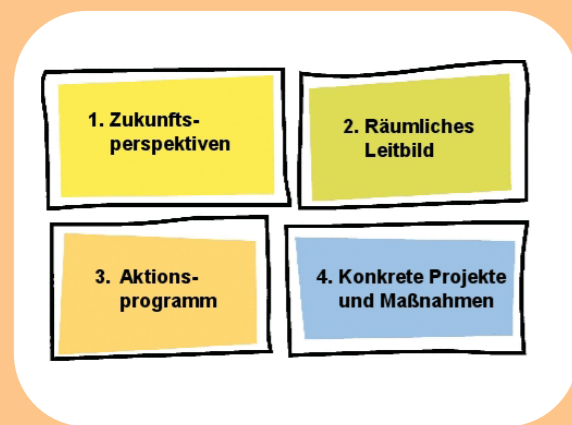 1. Zukunfts-
perspektiven
2. Räumliches
Leitbild
3. Aktions-
programm
4. Konkrete Projekte
und Maßnahmen